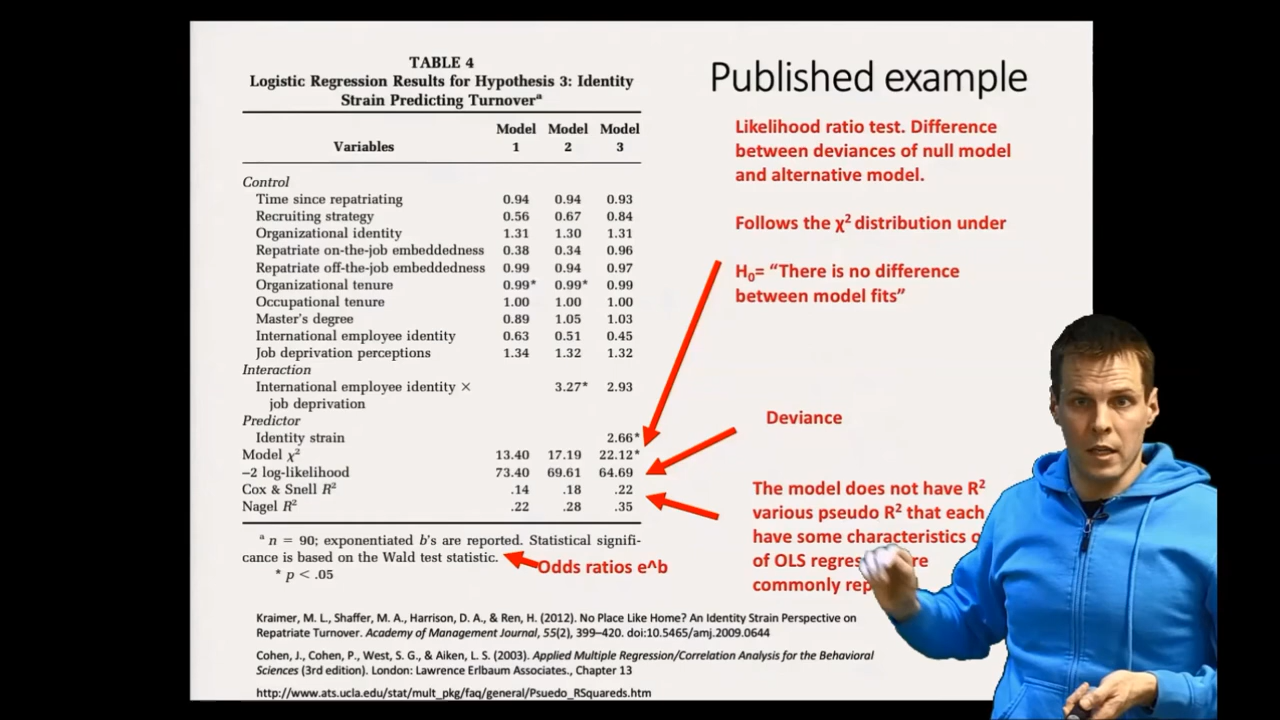 TABLE 4
Logistic Regression Results for Hypothesis 3: Identity
Strain Predicting Turnoverᵃ
Variables Model 1 Model 2 Model 3
Control
Time since repatriating 0.94 0.94 0.93
Recruiting strategy 0.56 0.67 0.84
Organizational identity 1.31 1.30 1.31
Repatriate on-the-job embeddedness 0.38 0.34 0.96
Repatriate off-the-job embeddedness 0.99 0.94 0.97
Organizational tenure 0.99* 0.99* 0.99
Occupational tenure 1.00 1.00 1.00
Master's degree 0.89 1.05 1.03
International employee identity 0.63 0.51 0.45
Job deprivation perceptions 1.34 1.32 1.32
Interaction
International employee identity × 3.27* 2.93
job deprivation
Predictor
Identity strain 2.66*
Model χ² 13.40 17.19 22.12*
−2 log-likelihood 73.40 69.61 64.69
Cox & Snell R² .14 .18 .22
Nagel R² .22 .28 .35
ᵃ n = 90; exponentiated b's are reported. Statistical signifi-
cance is based on the Wald test statistic.
* p < .05
Odds ratios e^b
Published example
Likelihood ratio test. Difference
between deviances of null model
and alternative model.
Follows the χ² distribution under
H₀= “There is no difference
between model fits”
Deviance
The model does not have R²
various pseudo R² that each
have some characteristics
of OLS
commonly
Kraimer, M. L., Shaffer, M. A., Harrison, D. A., & Ren, H. (2012). No Place Like Home? An Identity Strain Perspective on
Repatriate Turnover. Academy of Management Journal, 55(2), 399–420. doi:10.5465/amj.2009.0644
Cohen, J., Cohen, P., West, S. G., & Aiken, L. S. (2003). Applied Multiple Regression/Correlation Analysis for the Behavioral
Sciences (3rd edition). London: Lawrence Erlbaum Associates., Chapter 13
http://www.ats.ucla.edu/stat/mult_pkg/faq/general/Psuedo_RSquareds.htm